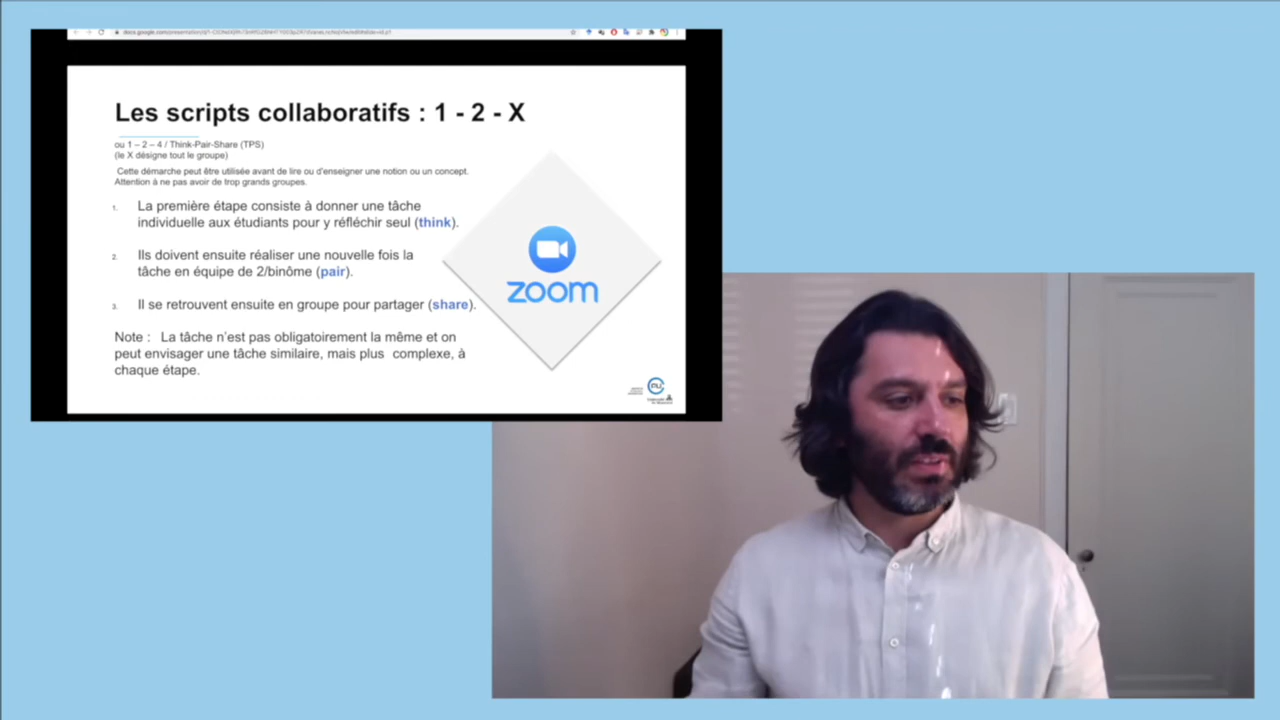 Les scripts collaboratifs : 1 - 2 - X
ou 1 – 2 – 4 / Think-Pair-Share (TPS)
(le X désigne tout le groupe)
Cette démarche peut être utilisée avant de lire ou d'enseigner une notion ou un concept.
Attention à ne pas avoir de trop grands groupes.
1. La première étape consiste à donner une tâche
individuelle aux étudiants pour y réfléchir seul (think).
2. Ils doivent ensuite réaliser une nouvelle fois la
tâche en équipe de 2/binôme (pair).
3. Il se retrouvent ensuite en groupe pour partager (share).
Note : La tâche n'est pas obligatoirement la même et on
peut envisager une tâche similaire, mais plus complexe, à
chaque étape.
zoom